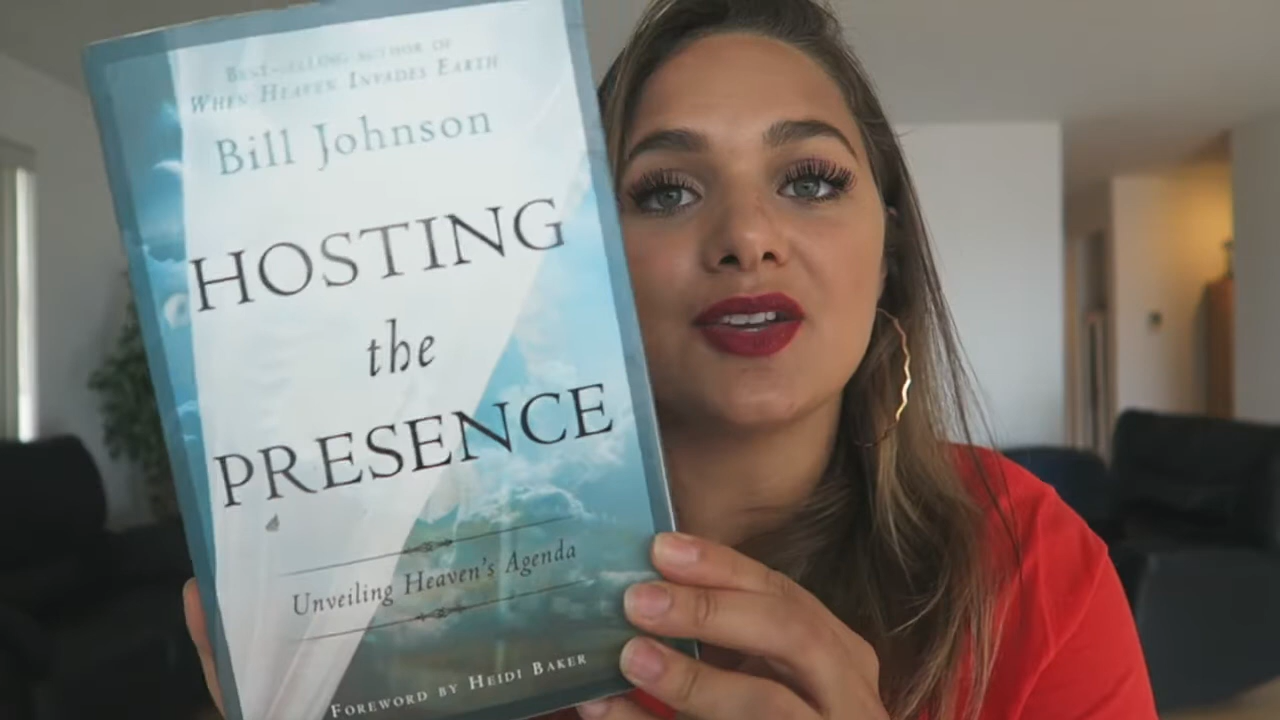 BEST-SELLING AUTHOR OF
WHEN HEAVEN INVADES EARTH
Bill Johnson
HOSTING
the
PRESENCE
Unveiling Heaven's Agenda
FOREWORD BY HEIDI BAKER